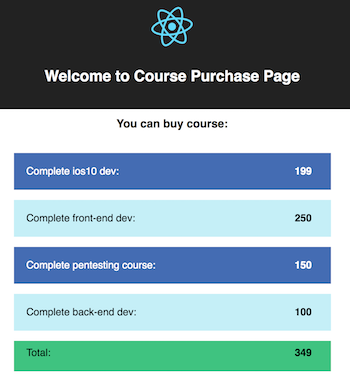 Welcome to Course Purchase Page
You can buy course:
Complete ios10 dev: 199
Complete front-end dev: 250
Complete pentesting course: 150
Complete back-end dev: 100
Total: 349